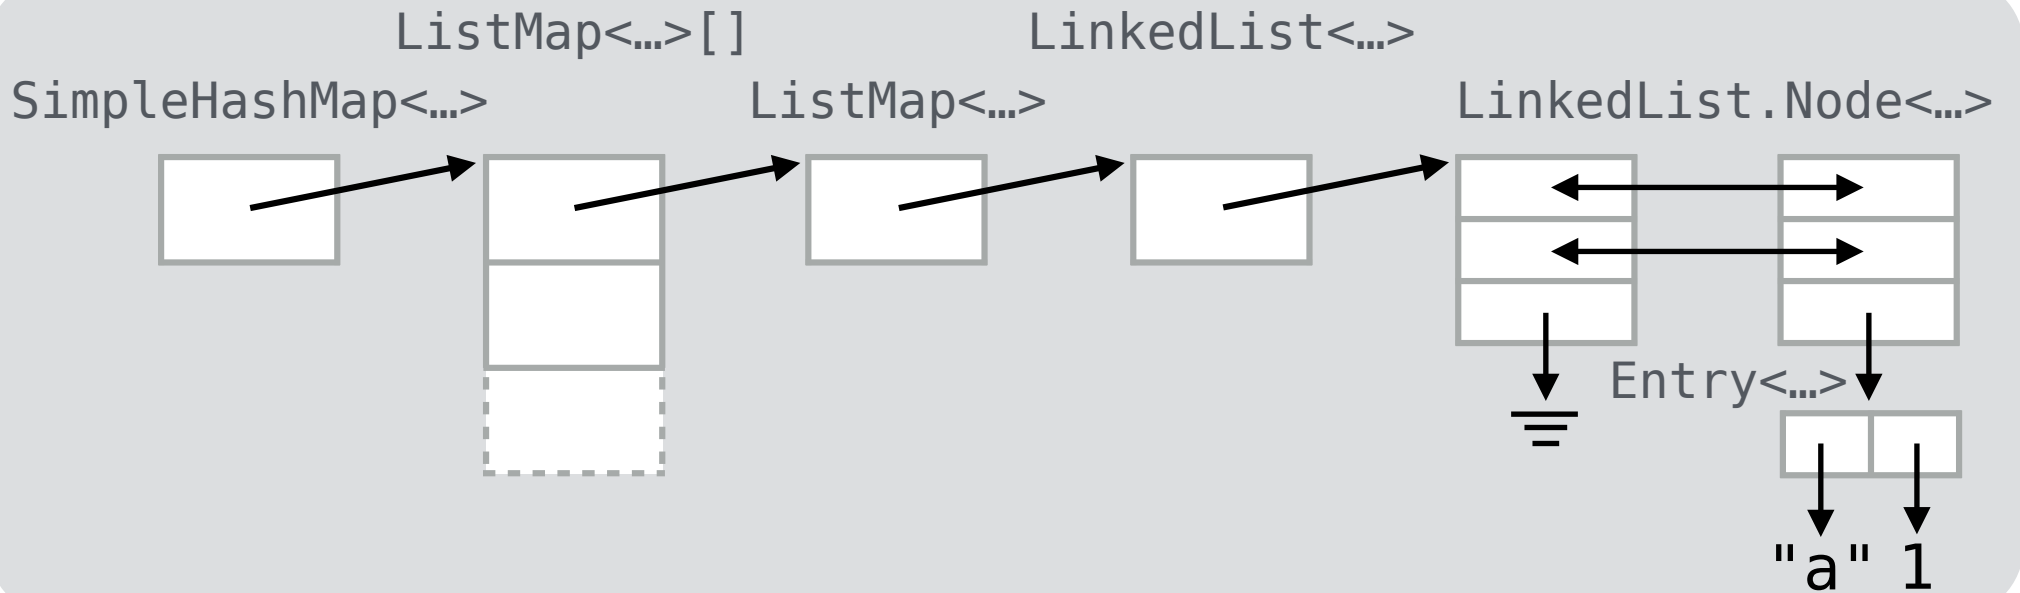 ListMap<…>[]
LinkedList<…>
SimpleHashMap<…>
ListMap<…>
LinkedList.Node<…>
Entry<…>
"a" 1